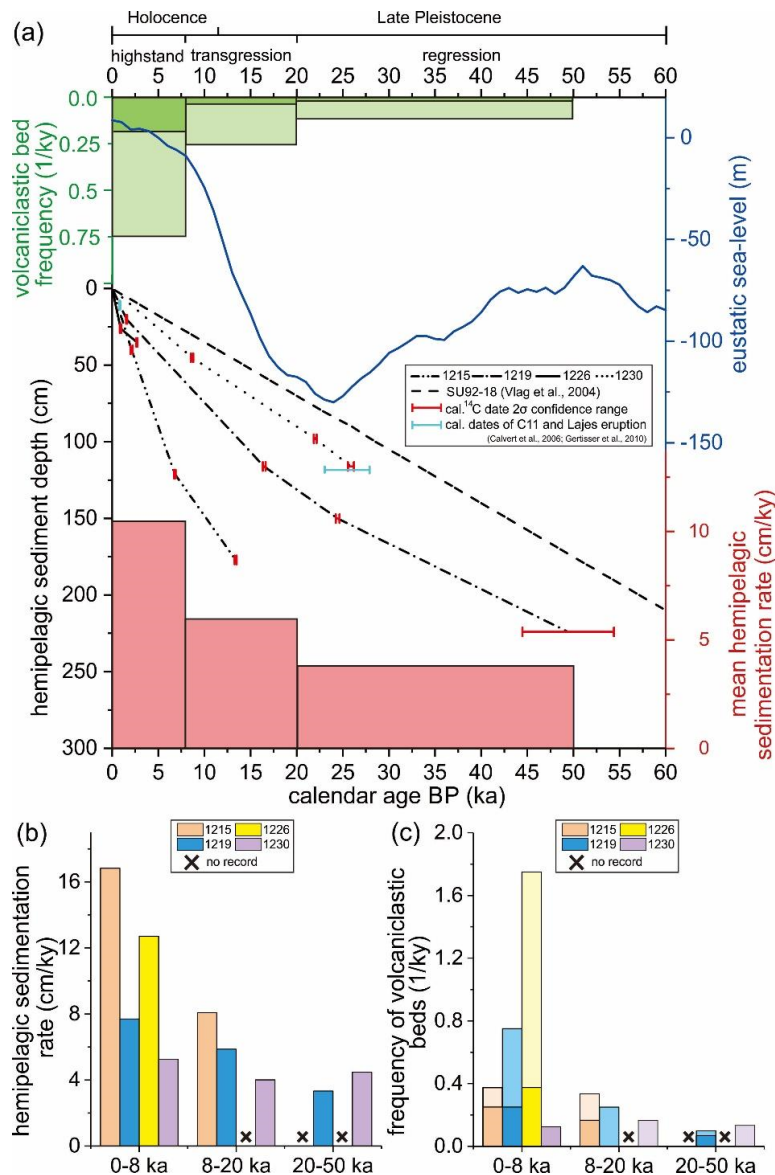 (a)
Holocence
Late Pleistocene
highstand
transgression
regression
0 5 10 15 20 25 30 35 40 45 50 55 60
volcaniclastic bed
frequency (1/ky)
0.0
0.25
0.5
0.75
eustatic sea-level (m)
0
-50
-100
-150
hemipelagic sediment depth (cm)
0
50
100
150
200
250
300
1215 1219 1226 1230
SU92-18 (Vlag et al., 2004)
cal.¹⁴C date 2σ confidence range
cal. dates of C11 and Lajes eruption
(Calvert et al., 2006; Gertisser et al., 2010)
mean hemipelagic
sedimentation rate (cm/ky)
10
5
0
0 5 10 15 20 25 30 35 40 45 50 55 60
calendar age BP (ka)
(b)
1215 1226
1219 1230
no record
hemipelagic sedimentation
rate (cm/ky)
16
12
8
4
0
0-8 ka 8-20 ka 20-50 ka
(c)
1215 1226
1219 1230
no record
frequency of volcaniclastic
beds (1/ky)
2.0
1.6
1.2
0.8
0.4
0.0
0-8 ka 8-20 ka 20-50 ka